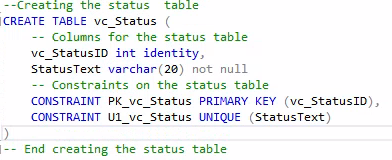 --Creating the status  table
CREATE TABLE vc_Status (
    -- Columns for the status table
    vc_StatusID int identity,
    StatusText varchar(20) not null
    -- Constraints on the status table
    CONSTRAINT PK_vc_Status PRIMARY KEY (vc_StatusID),
    CONSTRAINT U1_vc_Status UNIQUE (StatusText)
)
-- End creating the status table